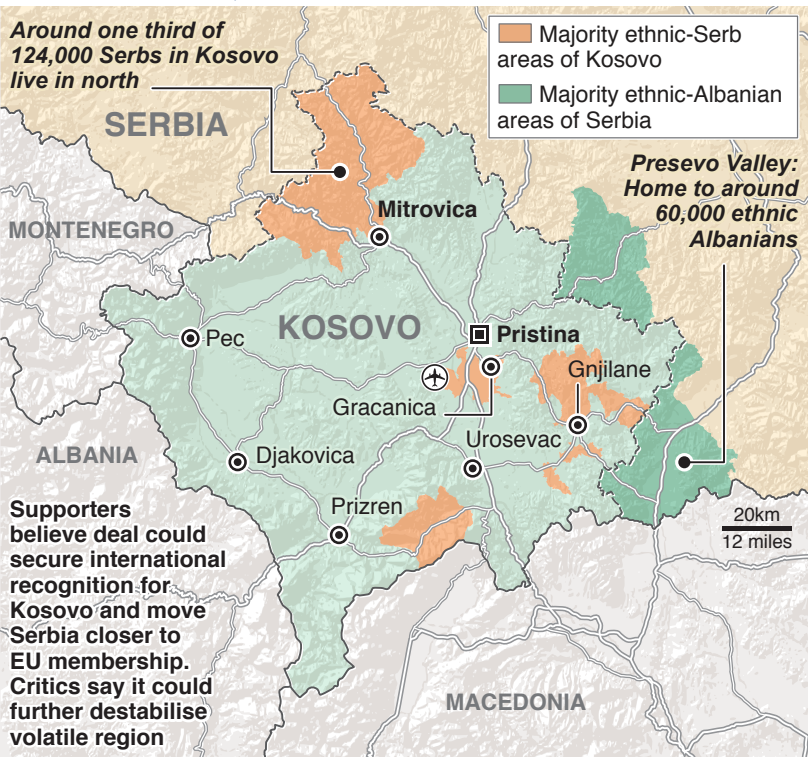 Around one third of
124,000 Serbs in Kosovo
live in north
Majority ethnic-Serb
areas of Kosovo
Majority ethnic-Albanian
areas of Serbia
SERBIA
Presevo Valley:
Home to around
60,000 ethnic
Albanians
MONTENEGRO
Mitrovica
KOSOVO
Pristina
Pec
Gnjilane
Gracanica
Urosevac
ALBANIA
Djakovica
Prizren
Supporters
believe deal could
secure international
recognition for
Kosovo and move
Serbia closer to
EU membership.
Critics say it could
further destabilise
volatile region
20km
12 miles
MACEDONIA